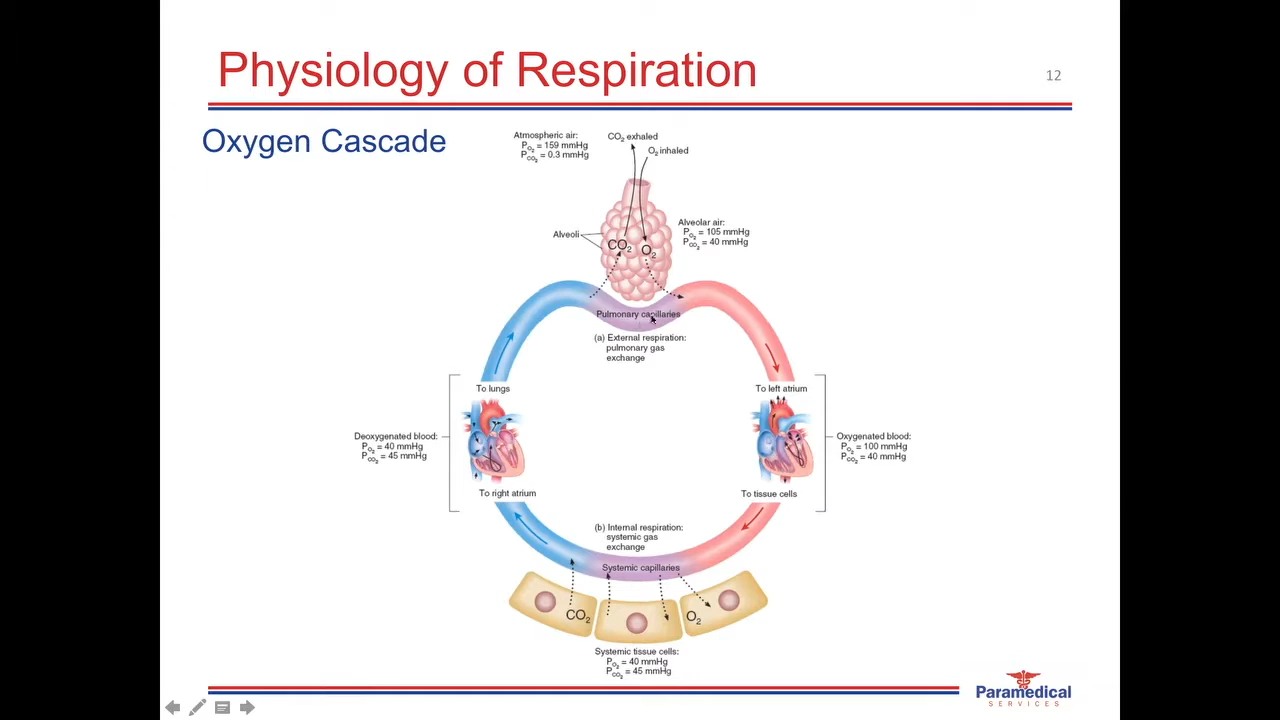 Physiology of Respiration
12
Oxygen Cascade
Atmospheric air:
PO2 = 159 mmHg
PCO2 = 0.3 mmHg
CO2 exhaled
O2 inhaled
Alveoli
CO2
O2
Alveolar air:
PO2 = 105 mmHg
PCO2 = 40 mmHg
Pulmonary capillaries
(a) External respiration:
pulmonary gas
exchange
To lungs
To left atrium
Deoxygenated blood:
PO2 = 40 mmHg
PCO2 = 45 mmHg
Oxygenated blood:
PO2 = 100 mmHg
PCO2 = 40 mmHg
To right atrium
To tissue cells
(b) Internal respiration:
systemic gas
exchange
Systemic capillaries
CO2
O2
Systemic tissue cells:
PO2 = 40 mmHg
PCO2 = 45 mmHg
Paramedical
SERVICES